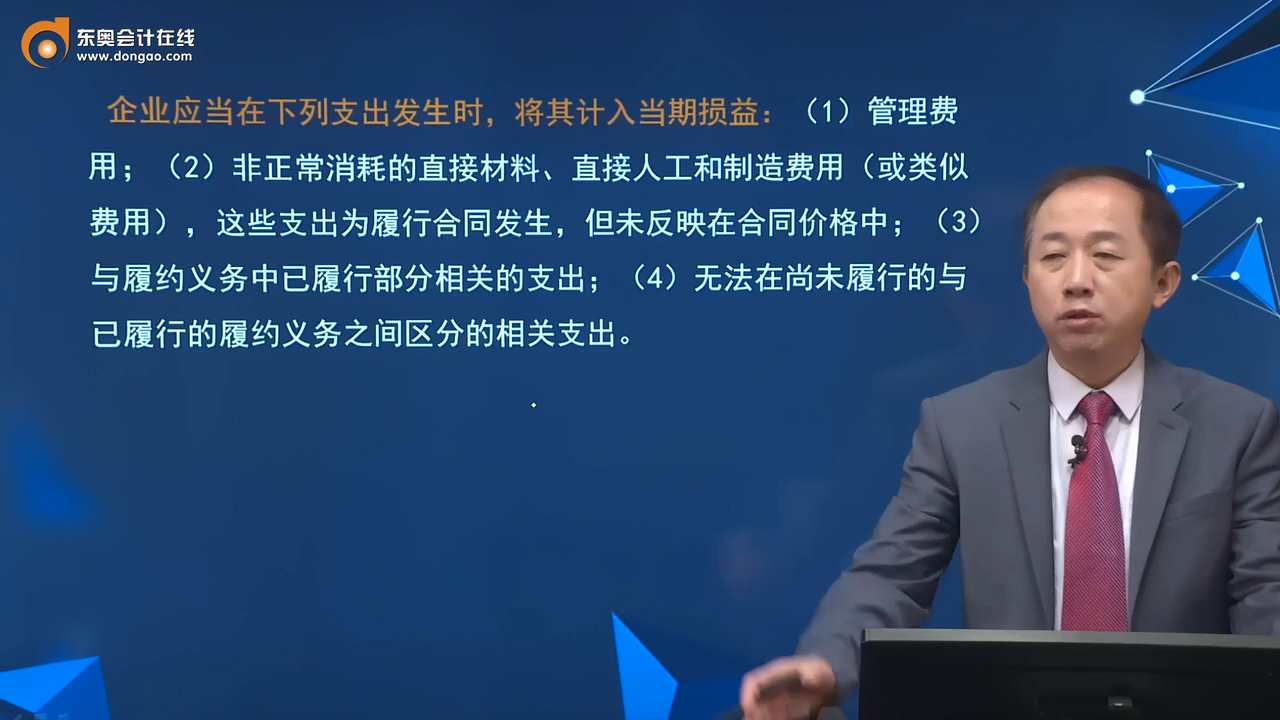 东奥会计在线
www.dongao.com
企业应当在下列支出发生时，将其计入当期损益：（1）管理费
用；（2）非正常消耗的直接材料、直接人工和制造费用（或类似
费用），这些支出为履行合同发生，但未反映在合同价格中；（3）
与履约义务中已履行部分相关的支出；（4）无法在尚未履行的与
已履行的履约义务之间区分的相关支出。